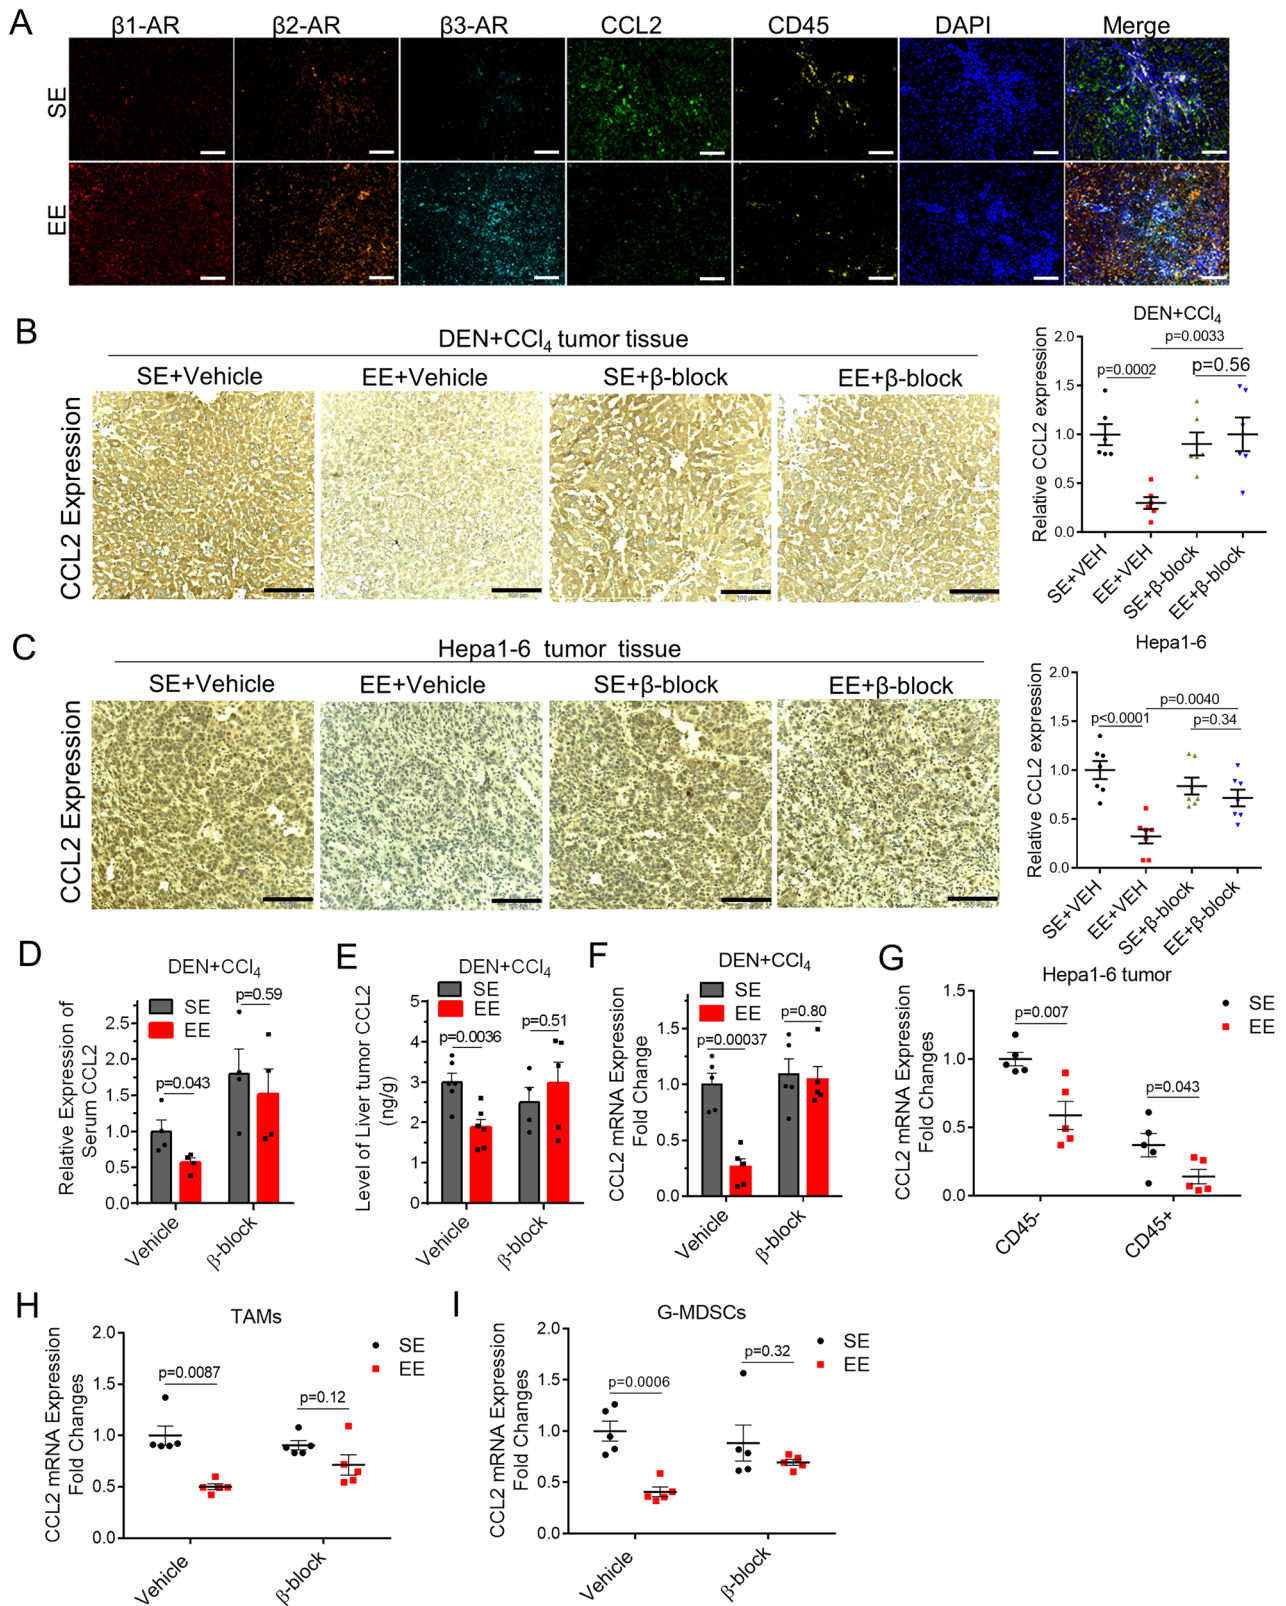 A
β1-AR β2-AR β3-AR CCL2 CD45 DAPI Merge
SE
EE
B
DEN+CCl4 tumor tissue
SE+Vehicle EE+Vehicle SE+β-block EE+β-block
CCL2 Expression
DEN+CCl4
Relative CCL2 expression
2.0
1.5
1.0
0.5
0.0
p=0.0033
p=0.0002
p=0.56
SE+VEH EE+VEH SE+β-block EE+β-block
C
Hepa1-6 tumor tissue
SE+Vehicle EE+Vehicle SE+β-block EE+β-block
CCL2 Expression
Hepa1-6
Relative CCL2 expression
2.0
1.5
1.0
0.5
0.0
p=0.0040
p<0.0001
p=0.34
SE+VEH EE+VEH SE+β-block EE+β-block
D
DEN+CCl4
SE
EE
Relative Expression of
Serum CCL2
2.5
2.0
1.5
1.0
0.5
0.0
p=0.59
p=0.043
Vehicle β-block
E
DEN+CCl4
SE
EE
Level of Liver tumor CCL2
(ng/g)
5
4
3
2
1
0
p=0.0036
p=0.51
Vehicle β-block
F
DEN+CCl4
SE
EE
CCL2 mRNA Expression
Fold Change
1.5
1.0
0.5
0.0
p=0.80
p=0.00037
Vehicle β-block
G
Hepa1-6 tumor
SE
EE
CCL2 mRNA Expression
Fold Changes
1.5
1.0
0.5
0.0
p=0.007
p=0.043
CD45- CD45+
H
TAMs
SE
EE
CCL2 mRNA Expression
Fold Changes
2.0
1.5
1.0
0.5
0.0
p=0.0087
p=0.12
Vehicle β-block
I
G-MDSCs
SE
EE
CCL2 mRNA Expression
Fold Changes
2.0
1.5
1.0
0.5
0.0
p=0.32
p=0.0006
Vehicle β-block